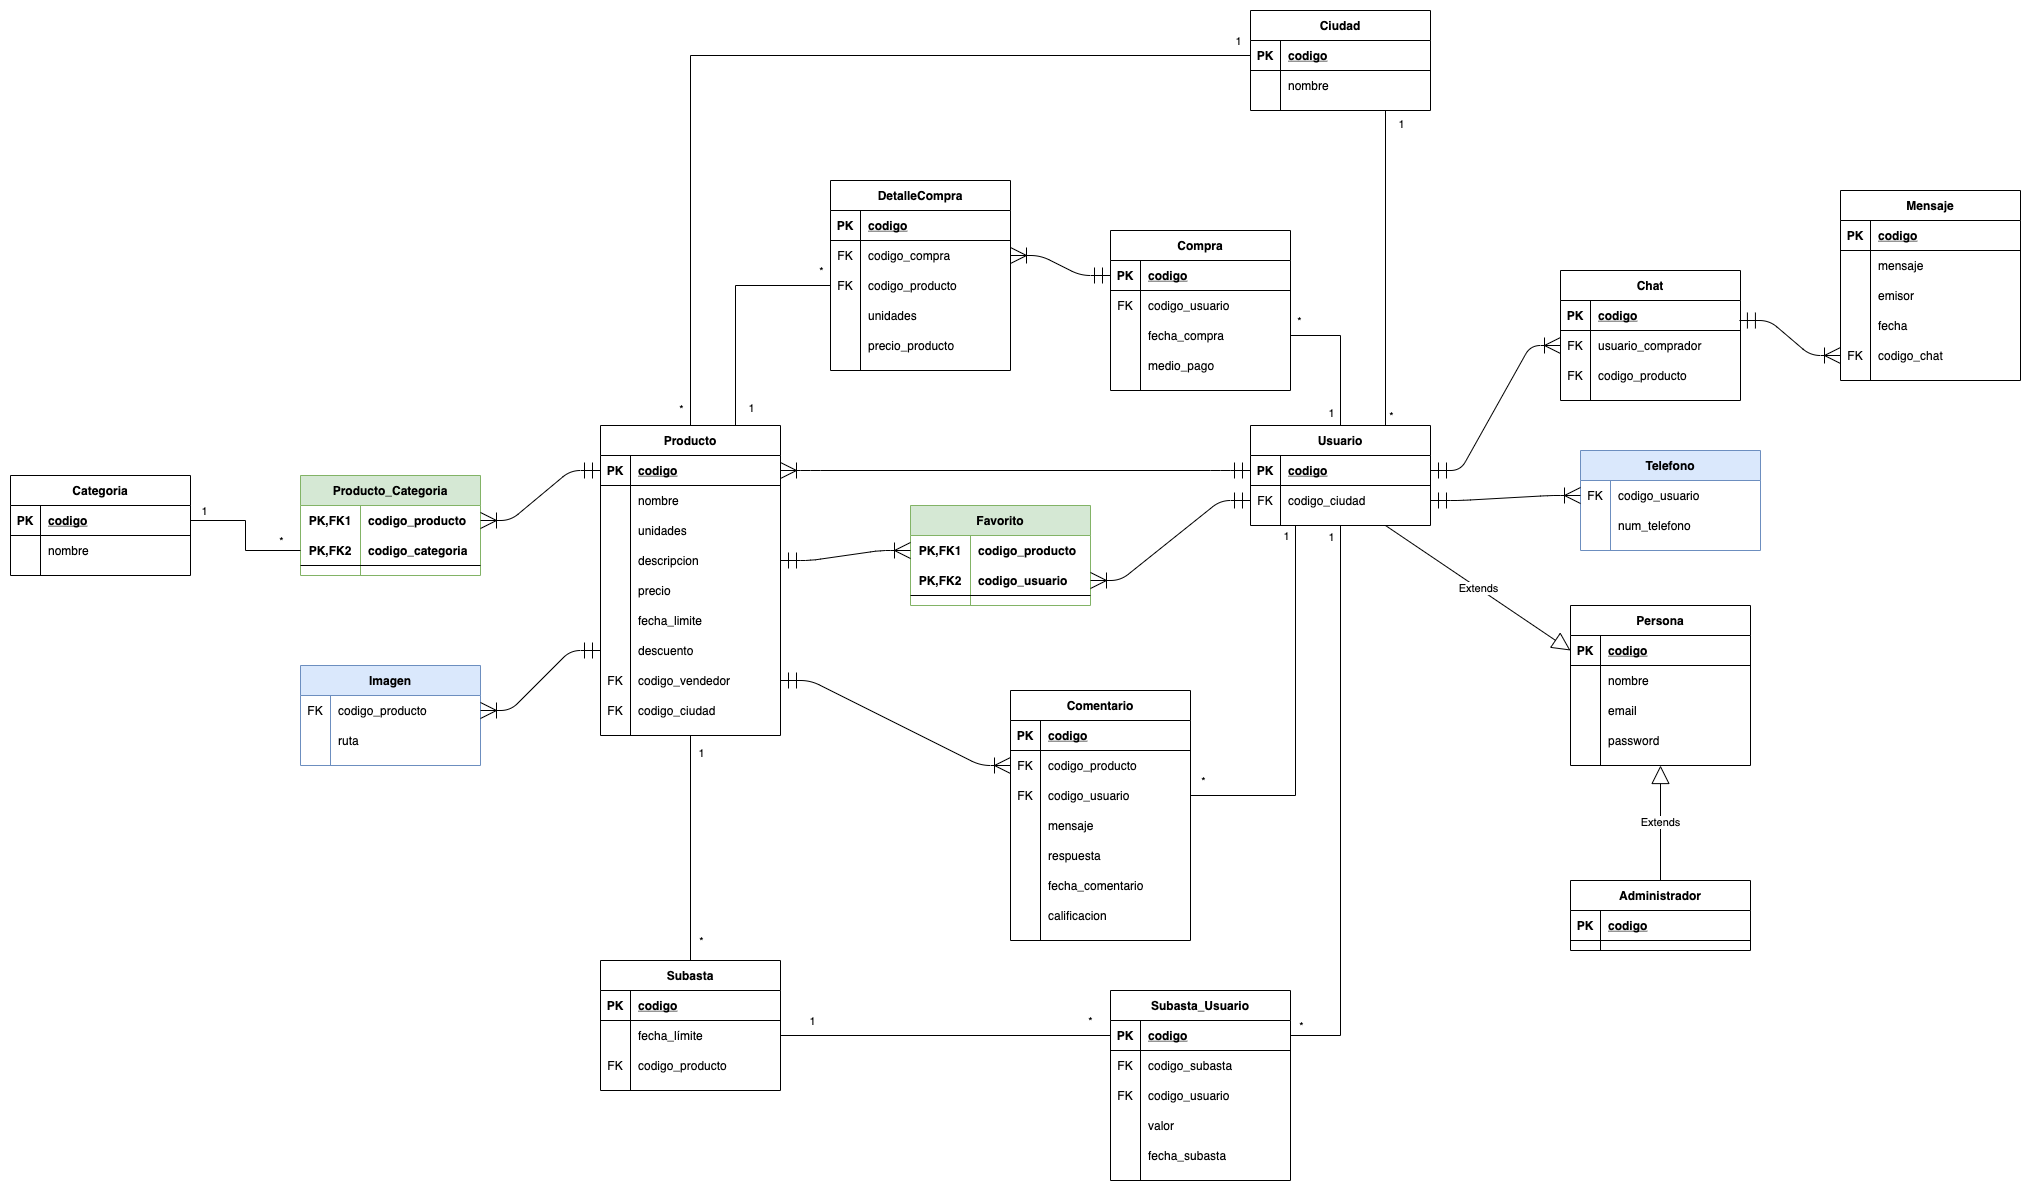 Ciudad
PK codigo
nombre
1
1
*
1
*
DetalleCompra
PK codigo
FK codigo_compra
FK codigo_producto
unidades
precio_producto
*
1
Compra
PK codigo
FK codigo_usuario
fecha_compra
medio_pago
*
1
Mensaje
PK codigo
mensaje
emisor
fecha
FK codigo_chat
Chat
PK codigo
FK usuario_comprador
FK codigo_producto
Categoria
PK codigo
nombre
1
*
Producto_Categoria
PK,FK1 codigo_producto
PK,FK2 codigo_categoria
Producto
PK codigo
nombre
unidades
descripcion
precio
fecha_limite
descuento
FK codigo_vendedor
FK codigo_ciudad
Favorito
PK,FK1 codigo_producto
PK,FK2 codigo_usuario
Usuario
PK codigo
FK codigo_ciudad
1
1
Telefono
FK codigo_usuario
num_telefono
Extends
Persona
PK codigo
nombre
email
password
Extends
Administrador
PK codigo
Imagen
FK codigo_producto
ruta
1
*
Comentario
PK codigo
FK codigo_producto
FK codigo_usuario
mensaje
respuesta
fecha_comentario
calificacion
*
Subasta
PK codigo
fecha_límite
FK codigo_producto
1
*
Subasta_Usuario
PK codigo
FK codigo_subasta
FK codigo_usuario
valor
fecha_subasta
*